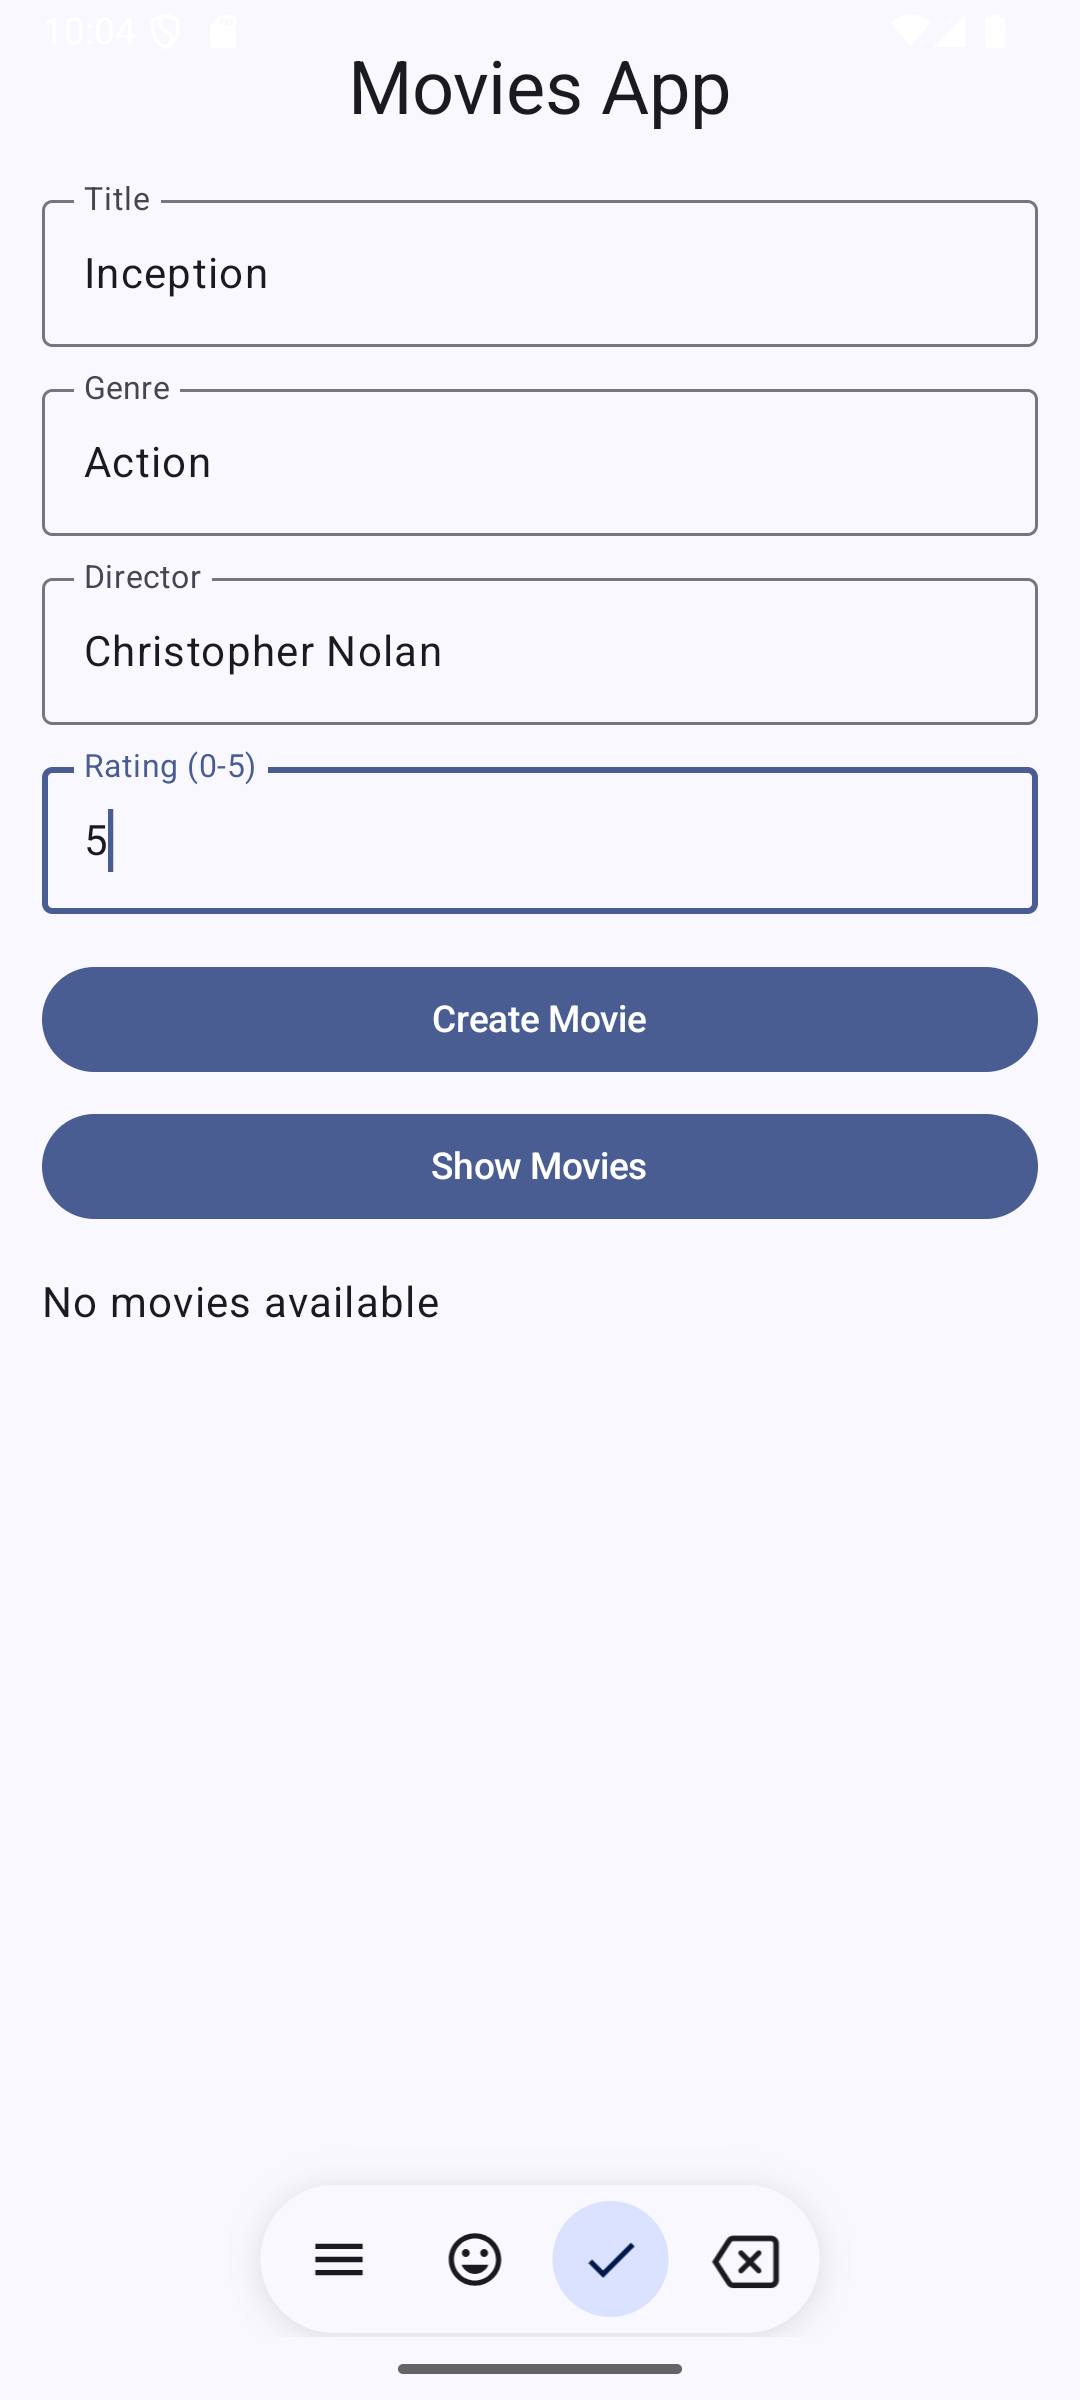 10:04
Movies App
Title
Inception
Genre
Action
Director
Christopher Nolan
Rating (0-5)
5
Create Movie
Show Movies
No movies available